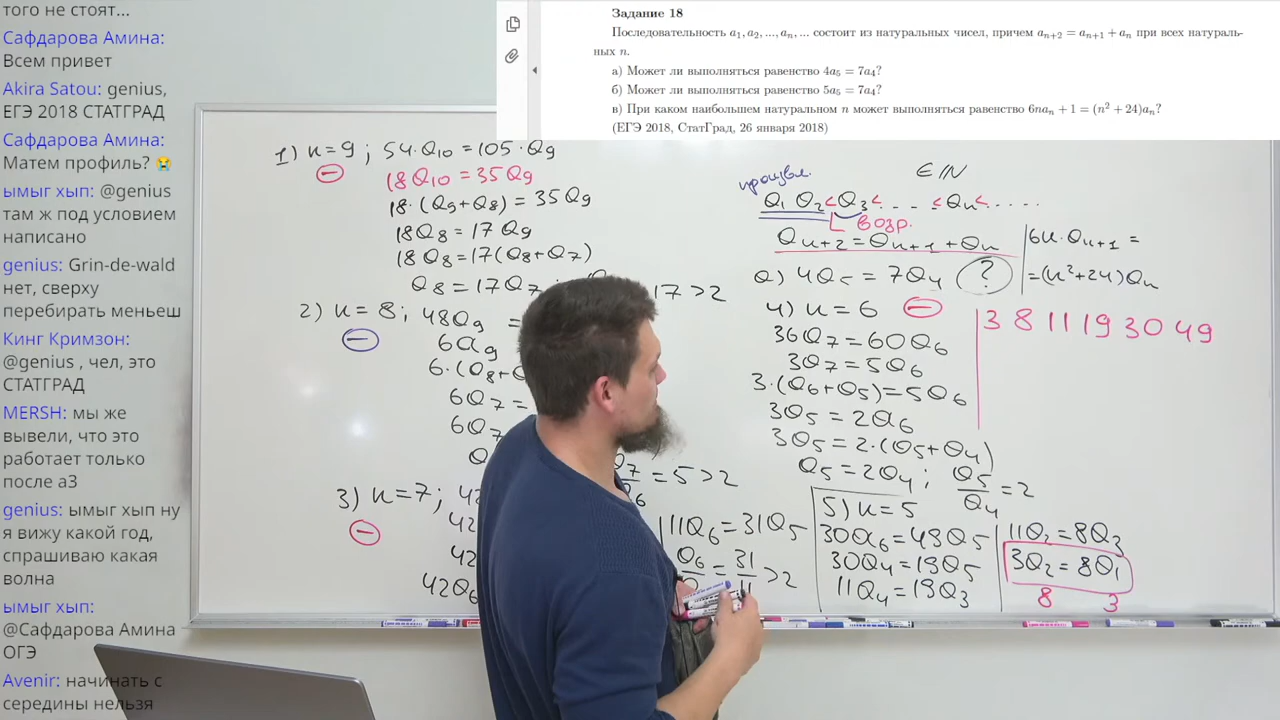 того не стоят...
Сафдарова Амина:
Всем привет
Akira Satou: genius,
ЕГЭ 2018 СТАТГРАД
Сафдарова Амина:
Матем профиль? 😭
ымыг хып: @genius
там ж под условием
написано
genius: Grin-de-wald
нет, сверху
перебирать меньеш
Кинг Кримзон:
@genius , чел, это
СТАТГРАД
MERSH: мы же
вывели, что это
работает только
после а3
genius: ымыг хып ну
я вижу какой год,
спрашиваю какая
волна
ымыг хып:
@Сафдарова Амина
ОГЭ
Avenir: начинать с
середины нельзя
Задание 18
Последовательность a₁, a₂, ..., aₙ, ... состоит из натуральных чисел, причем aₙ₊₂ = aₙ₊₁ + aₙ при всех натураль-
ных n.
а) Может ли выполняться равенство 4a₅ = 7a₄?
б) Может ли выполняться равенство 5a₅ = 7a₄?
в) При каком наибольшем натуральном n может выполняться равенство 6naₙ + 1 = (n² + 24)aₙ?
(ЕГЭ 2018, СтатГрад, 26 января 2018)
1) n=9; 54·a₁₀ = 105·a₉
18a₁₀ = 35a₉
18·(a₉+a₈) = 35a₉
18a₈ = 17a₉
18a₈ = 17(a₈+a₇)
a₈ = 17a₇
17 > 2
2) n=8; 48a₉ =
6a₉
6·(a₈+
6a₇ =
6a₇
= 5 > 2
3) n=7; 42
42
42
42a₆
11a₆ = 31a₅
a₆ = 31/11 > 2
произвл. ∈ N
a₁ a₂ < a₃ < . . . . < aₙ < . . . . .
возр.
aₙ₊₂ = aₙ₊₁ + aₙ
6n·aₙ₊₁ =
=(n²+24)aₙ
а) 4a₅ = 7a₄ ?
4) n=6
36a₇ = 60a₆
3a₇ = 5a₆
3·(a₆+a₅) = 5a₆
3a₅ = 2a₆
3a₅ = 2·(a₅+a₄)
a₅ = 2a₄; a₅/a₄ = 2
3 8 11 19 30 49
5) n=5
30a₆ = 49a₅
30a₄ = 19a₅
11a₄ = 19a₃
11a₂ = 8a₃
3a₂ = 8a₁
8 3